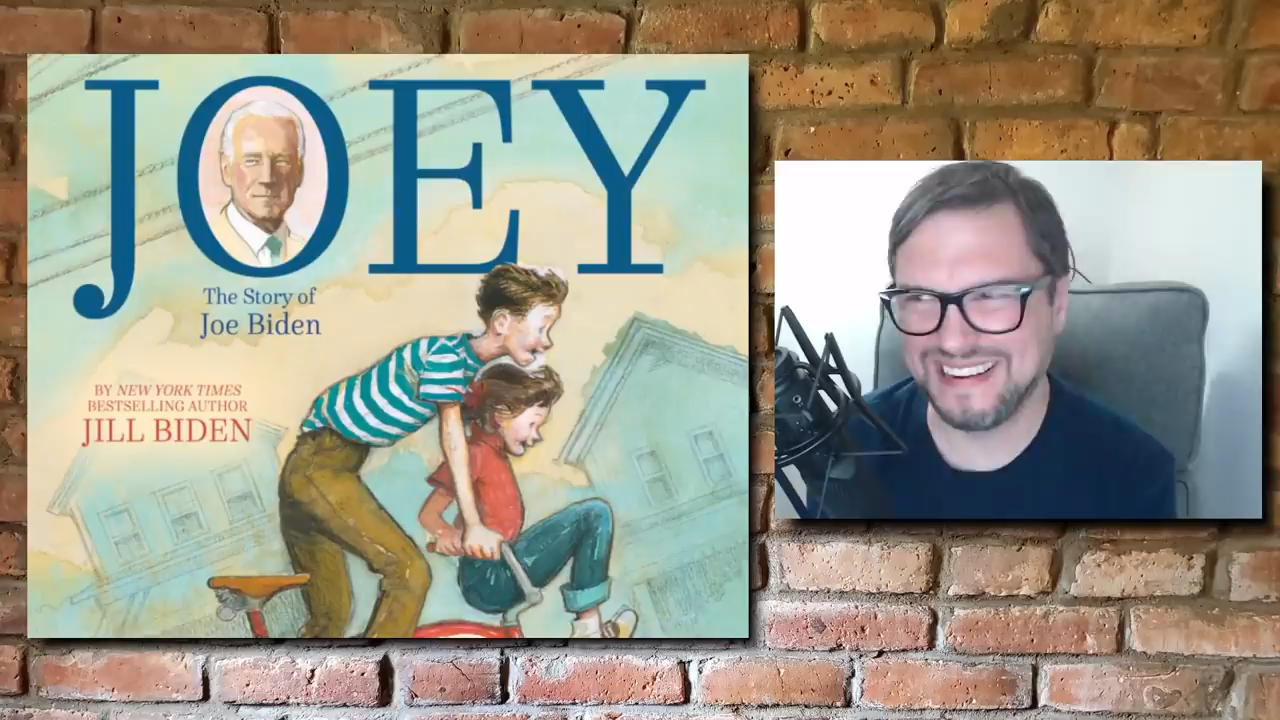 JOEY
The Story of
Joe Biden
BY NEW YORK TIMES
BESTSELLING AUTHOR
JILL BIDEN